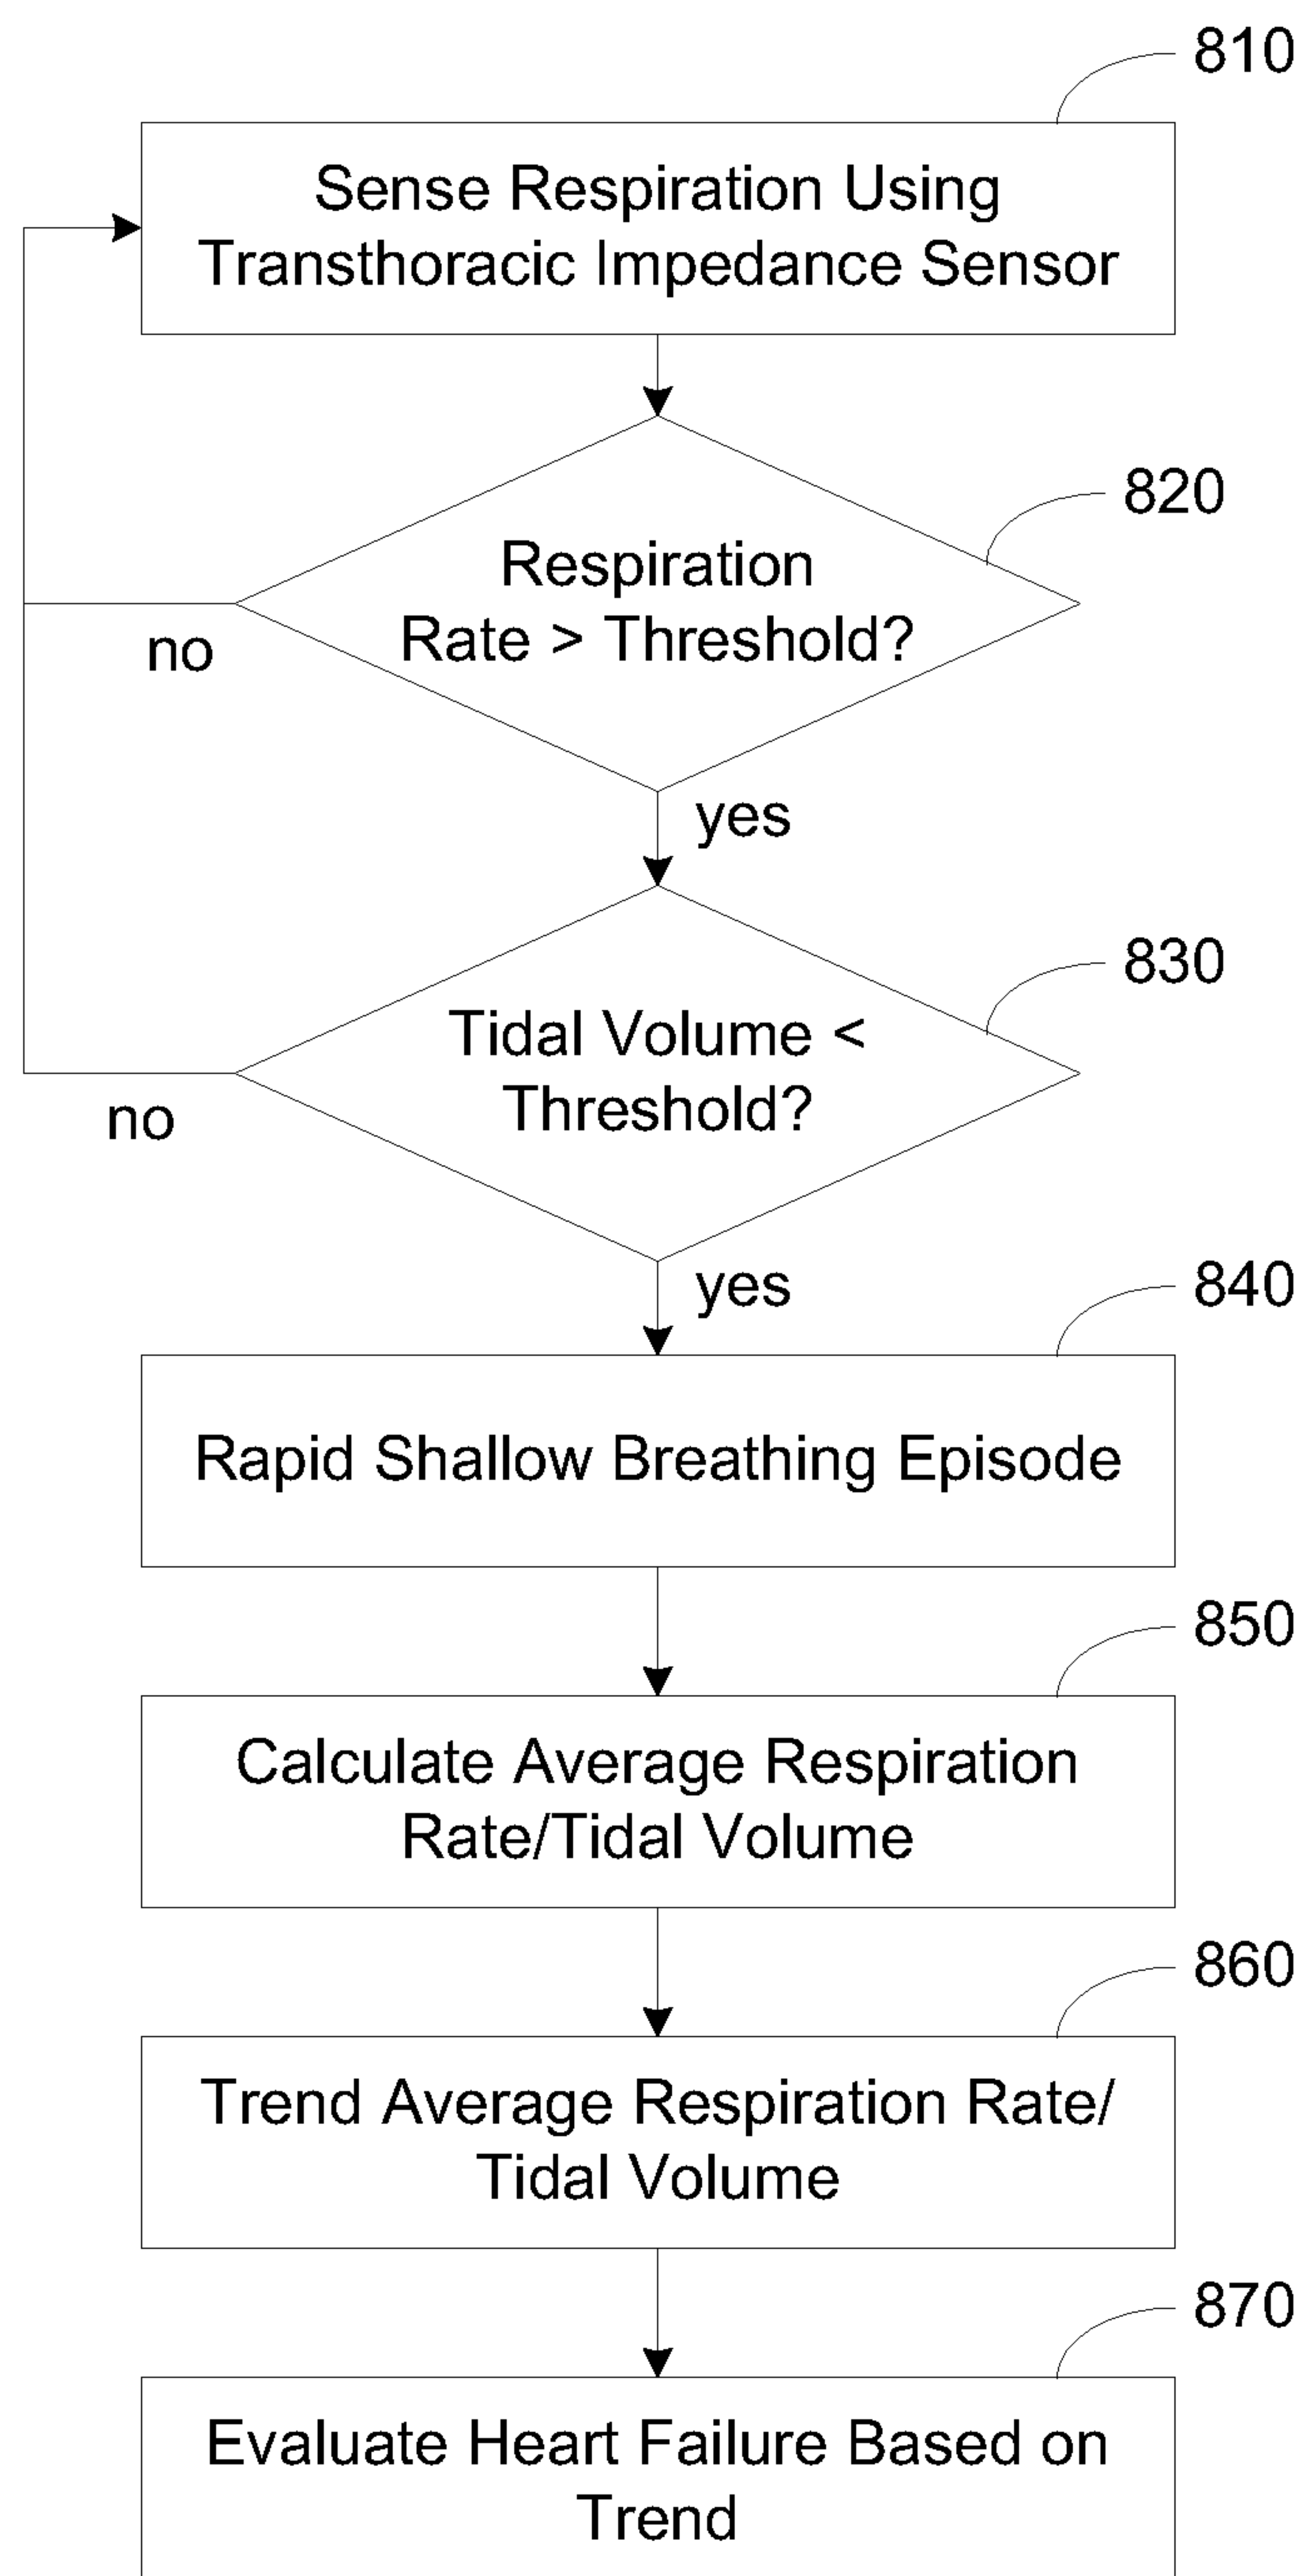 810
Sense Respiration Using
Transthoracic Impedance Sensor
820
Respiration
Rate > Threshold?
no
yes
830
Tidal Volume <
Threshold?
no
yes
840
Rapid Shallow Breathing Episode
850
Calculate Average Respiration
Rate/Tidal Volume
860
Trend Average Respiration Rate/
Tidal Volume
870
Evaluate Heart Failure Based on
Trend